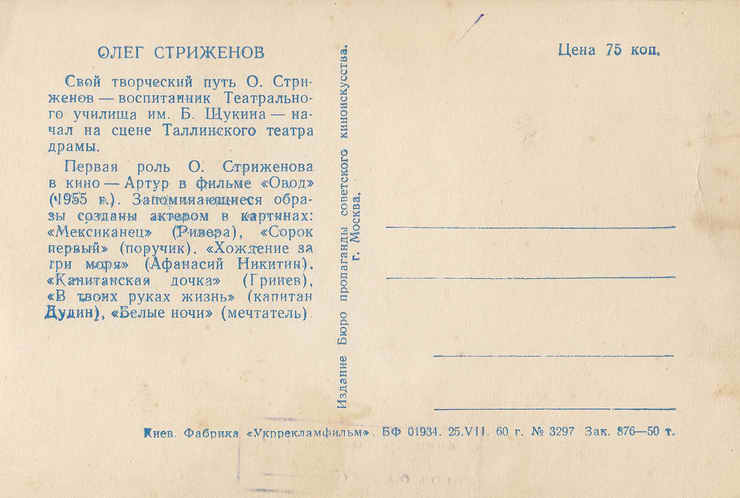 ОЛЕГ СТРИЖЕНОВ
Свой творческий путь О. Стри-
женов — воспитанник Театрально-
го училища им. Б. Щукина — на-
чал на сцене Таллинского театра
драмы.
Первая роль О. Стриженова
в кино — Артур в фильме «Овод»
(1955 г.). Запоминающиеся обра-
зы созданы актером в картинах:
«Мексиканец» (Ривера), «Сорок
первый» (поручик), «Хождение за
три моря» (Афанасий Никитин),
«Капитанская дочка» (Гринев),
«В твоих руках жизнь» (капитан
Дудин), «Белые ночи» (мечтатель)
Издание Бюро пропаганды советского киноискусства.
г. Москва.
Цена 75 коп.
Киев. Фабрика «Укррекламфильм». БФ 01934. 25.VII. 60 г. № 3297 Зак. 876—50 т.